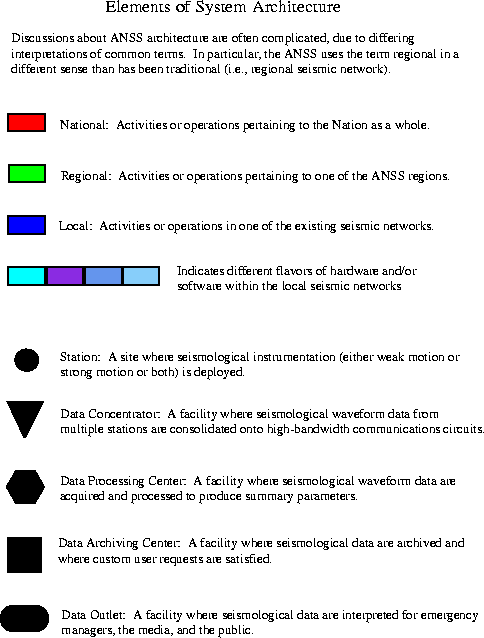 Elements of System Architecture
Discussions about ANSS architecture are often complicated, due to differing
interpretations of common terms. In particular, the ANSS uses the term regional in a
different sense than has been traditional (i.e., regional seismic network).
National: Activities or operations pertaining to the Nation as a whole.
Regional: Activities or operations pertaining to one of the ANSS regions.
Local: Activities or operations in one of the existing seismic networks.
Indicates different flavors of hardware and/or
software within the local seismic networks
Station: A site where seismological instrumentation (either weak motion or
strong motion or both) is deployed.
Data Concentrator: A facility where seismological waveform data from
multiple stations are consolidated onto high-bandwidth communications circuits.
Data Processing Center: A facility where seismological waveform data are
acquired and processed to produce summary parameters.
Data Archiving Center: A facility where seismological data are archived and
where custom user requests are satisfied.
Data Outlet: A facility where seismological data are interpreted for emergency
managers, the media, and the public.